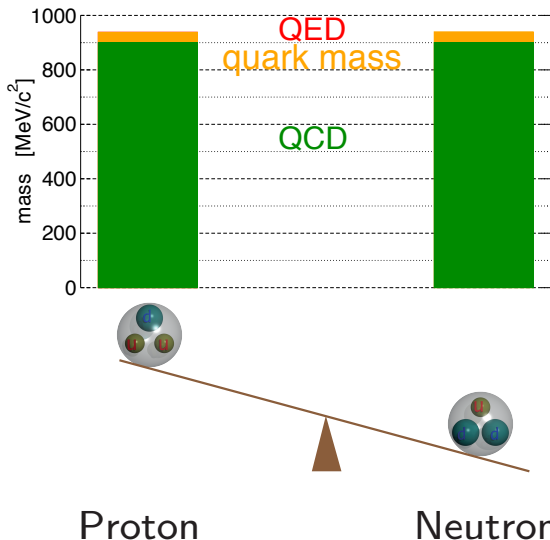 1000
QED
quark mass
800
mass [MeV/c²]
600
QCD
400
200
0
d
u u
u
d d
Proton Neutron